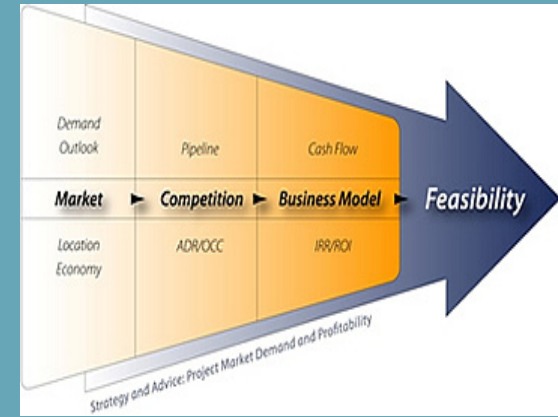 Demand
Outlook
Pipeline
Cash Flow
Market
Competition
Business Model
Feasibility
Location
Economy
ADR/OCC
IRR/ROI
Strategy and Advice: Project Market Demand and Profitability